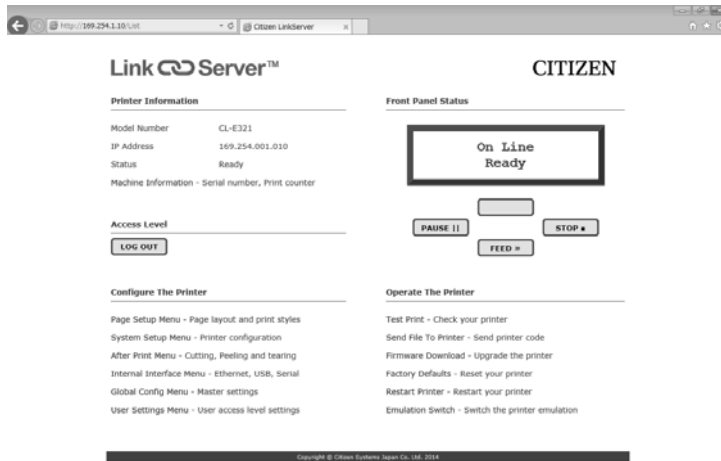 http://169.254.1.10/List
Citizen LinkServer
Link Server™
CITIZEN
Printer Information
Model Number CL-E321
IP Address 169.254.001.010
Status Ready
Machine Information - Serial number, Print counter
Front Panel Status
On Line
Ready
PAUSE ||
STOP ■
FEED »
Access Level
LOG OUT
Configure The Printer
Page Setup Menu - Page layout and print styles
System Setup Menu - Printer configuration
After Print Menu - Cutting, Peeling and tearing
Internal Interface Menu - Ethernet, USB, Serial
Global Config Menu - Master settings
User Settings Menu - User access level settings
Operate The Printer
Test Print - Check your printer
Send File To Printer - Send printer code
Firmware Download - Upgrade the printer
Factory Defaults - Reset your printer
Restart Printer - Restart your printer
Emulation Switch - Switch the printer emulation
Copyright © Citizen Systems Japan Co. Ltd. 2014